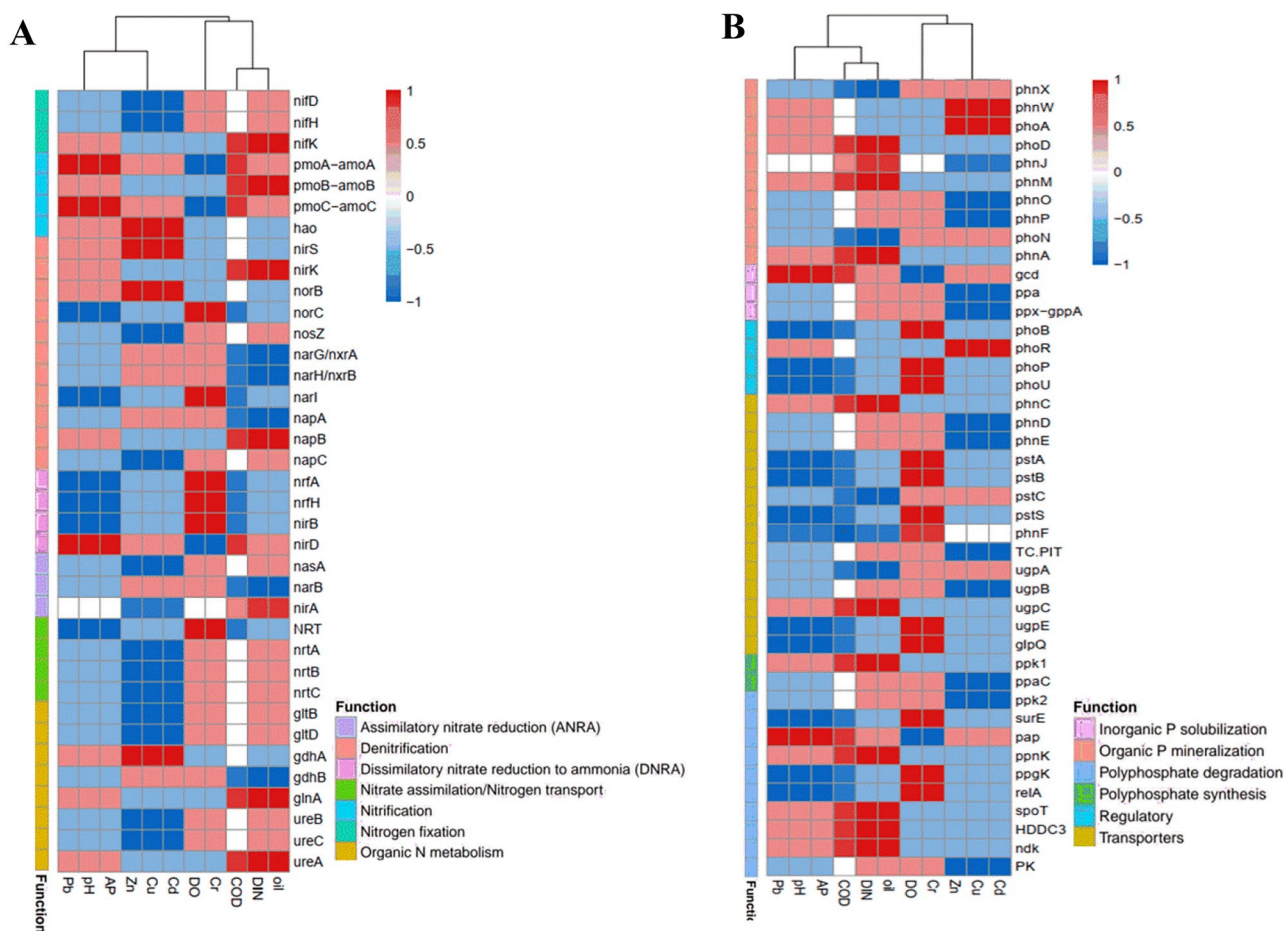 A
1
0.5
0
−0.5
−1
nifD
nifH
nifK
pmoA−amoA
pmoB−amoB
pmoC−amoC
hao
nirS
nirK
norB
norC
nosZ
narG/nxrA
narH/nxrB
narI
napA
napB
napC
nrfA
nrfH
nirB
nirD
nasA
narB
nirA
NRT
nrtA
nrtB
nrtC
gltB
gltD
gdhA
gdhB
glnA
ureB
ureC
ureA
Function
Pb
pH
AP
Zn
Cu
Cd
DO
Cr
COD
DIN
oil
Function
Assimilatory nitrate reduction (ANRA)
Denitrification
Dissimilatory nitrate reduction to ammonia (DNRA)
Nitrate assimilation/Nitrogen transport
Nitrification
Nitrogen fixation
Organic N metabolism
B
1
0.5
0
−0.5
−1
phnX
phnW
phoA
phoD
phnJ
phnM
phnO
phnP
phoN
phnA
gcd
ppa
ppx−gppA
phoB
phoR
phoP
phoU
phnC
phnD
phnE
pstA
pstB
pstC
pstS
phnF
TC.PIT
ugpA
ugpB
ugpC
ugpE
glpQ
ppk1
ppaC
ppk2
surE
pap
ppnK
ppgK
relA
spoT
HDDC3
ndk
PK
Functi
Pb
pH
AP
COD
DIN
oil
DO
Cr
Zn
Cu
Cd
Function
Inorganic P solubilization
Organic P mineralization
Polyphosphate degradation
Polyphosphate synthesis
Regulatory
Transporters